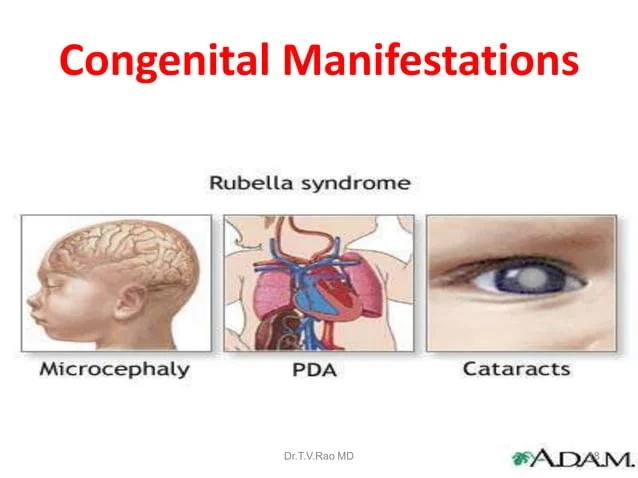 Congenital Manifestations
Rubella syndrome
Microcephaly
PDA
Cataracts
Dr.T.V.Rao MD
A.D.A.M.